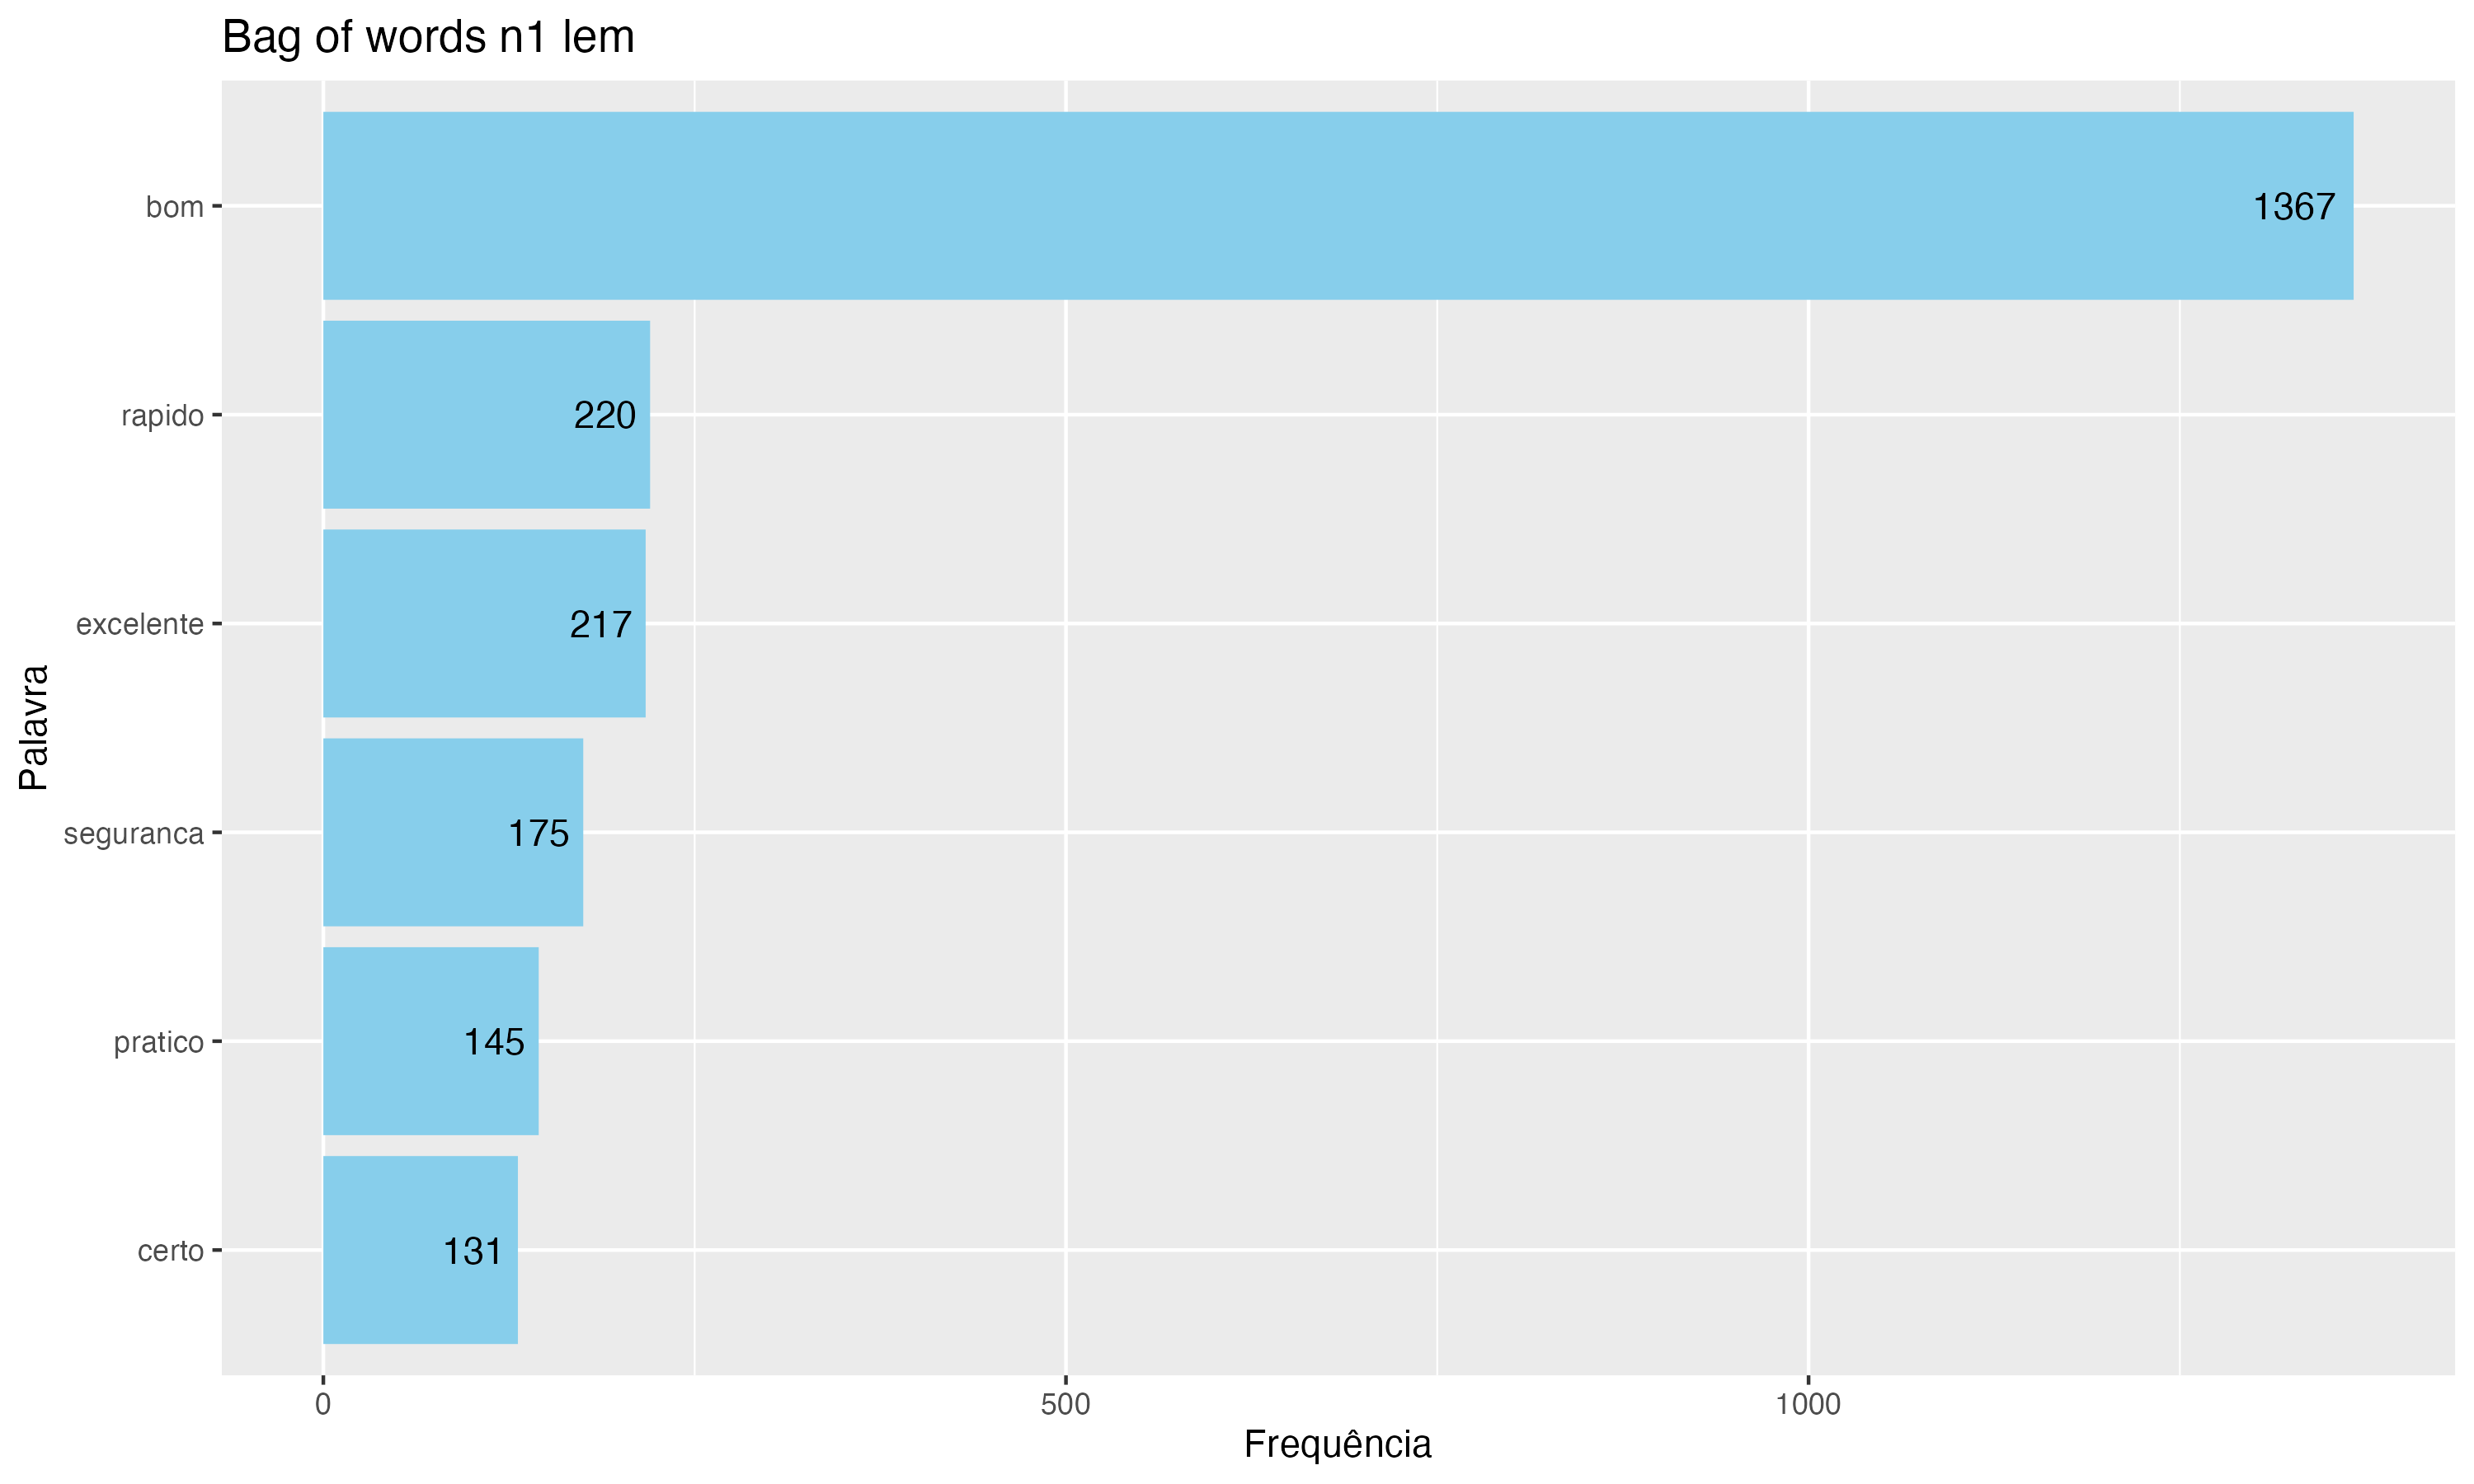 Bag of words n1 lem
Palavra
bom
1367
rapido
220
excelente
217
seguranca
175
pratico
145
certo
131
0
500
1000
Frequência